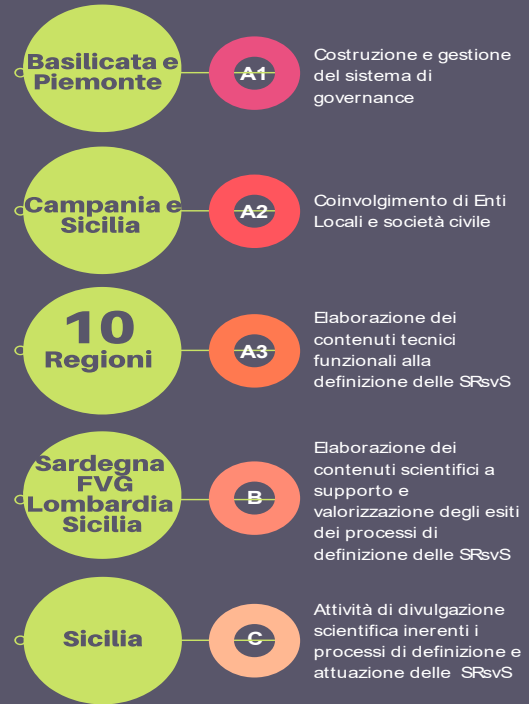 Basilicata e
Piemonte
A1
Costruzione e gestione
del sistema di
governance
Campania e
Sicilia
A2
Coinvolgimento di Enti
Locali e società civile
10
Regioni
A3
Elaborazione dei
contenuti tecnici
funzionali alla
definizione delle SRsvS
Sardegna
FVG
Lombardia
Sicilia
B
Elaborazione dei
contenuti scientifici a
supporto e
valorizzazione degli esiti
dei processi di
definizione delle SRsvS
Sicilia
C
Attività di divulgazione
scientifica inerenti i
processi di definizione e
attuazione delle SRsvS